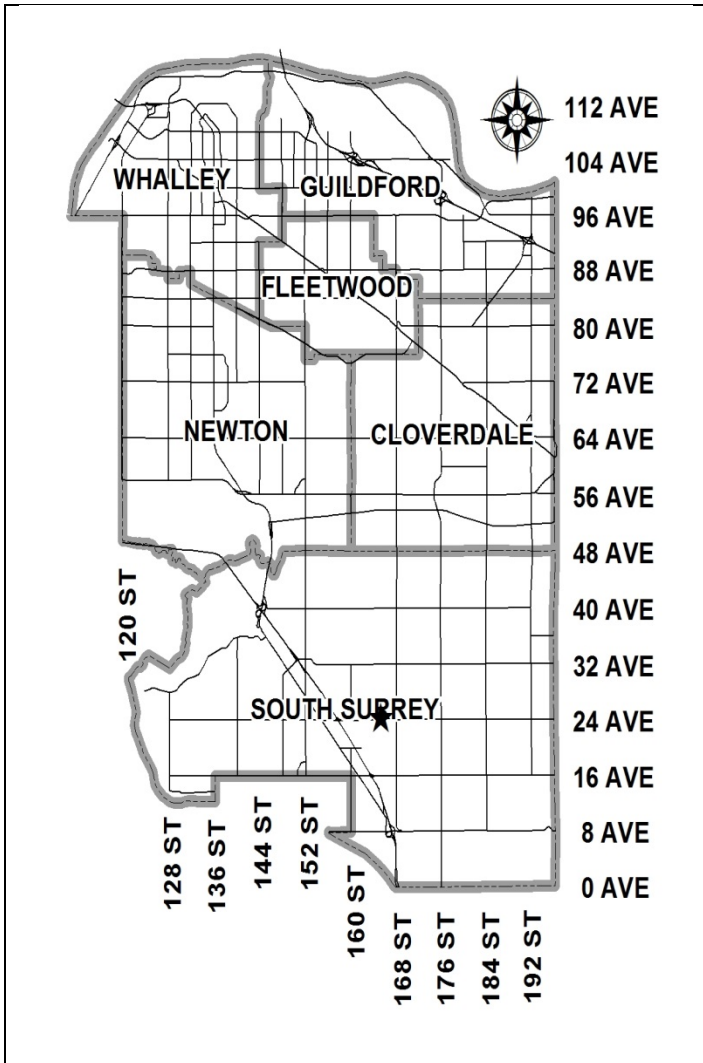 112 AVE
104 AVE
WHALLEY
GUILDFORD
96 AVE
88 AVE
FLEETWOOD
80 AVE
72 AVE
NEWTON
CLOVERDALE
64 AVE
56 AVE
48 AVE
120 ST
40 AVE
32 AVE
SOUTH SURREY
24 AVE
16 AVE
128 ST
136 ST
144 ST
152 ST
160 ST
8 AVE
0 AVE
168 ST
176 ST
184 ST
192 ST